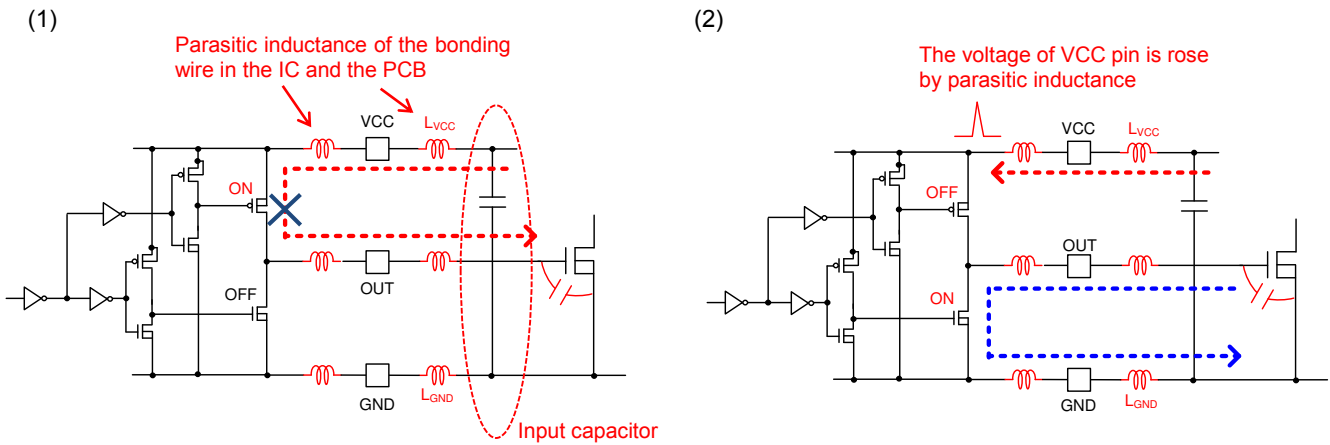 (1)
Parasitic inductance of the bonding
wire in the IC and the PCB
VCC
LVCC
ON
OFF
OUT
GND
LGND
Input capacitor
(2)
The voltage of VCC pin is rose
by parasitic inductance
VCC
LVCC
OFF
OUT
ON
GND
LGND